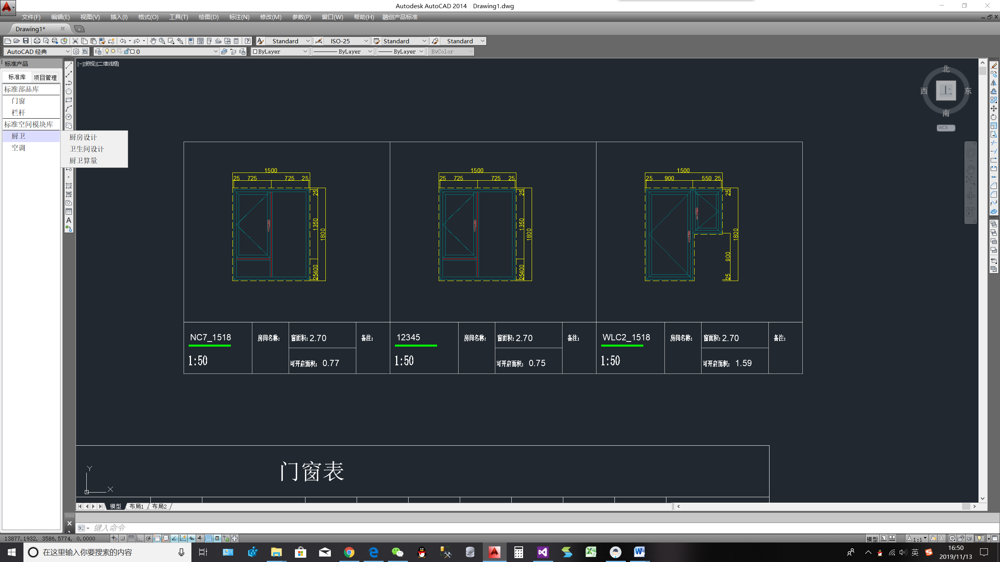 Autodesk AutoCAD 2014 Drawing1.dwg
文件(F) 编辑(E) 视图(V) 插入(I) 格式(O) 工具(T) 绘图(D) 标注(N) 修改(M) 参数(P) 窗口(W) 帮助(H) 融创产品标准
Drawing1*
Standard ISO-25 Standard Standard
AutoCAD 经典 0 ByLayer ByLayer ByLayer ByColor
标准产品
标准库 项目管理
标准部品库
门窗
栏杆
标准空间模块库
厨卫
空调
厨房设计
卫生间设计
厨卫算量
[−][俯视][二维线框]
北
西 上 东
南
WCS
1500 1500 1500
25 725 725 25 25 725 725 25 25 900 550 25
25 1350 1800 400 25
25 1350 1800 400 25
25 1800 900 25
NC7_1518 房间名称: 窗面积: 2.70 备注:
1:50 可开启面积: 0.77
12345 房间名称: 窗面积: 2.70 备注:
1:50 可开启面积: 0.75
WLC2_1518 房间名称: 窗面积: 2.70 备注:
1:50 可开启面积: 1.59
门窗表
Y
X
模型 布局1 布局2
键入命令
13877.1932, 3586.5774, 0.0000 模型 1:1
在这里输入你要搜索的内容
英
16:50
2019/11/13